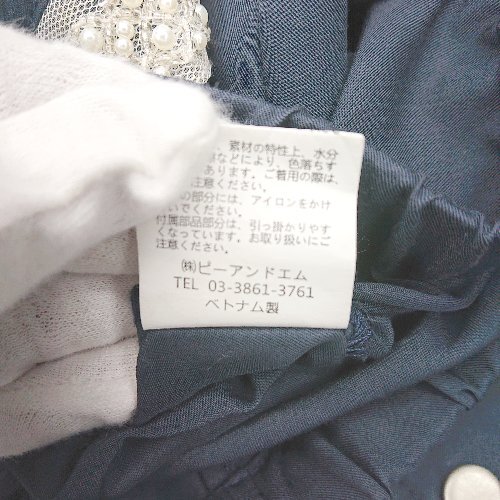 、素材の特性上、水分
などにより、色落ちす
あります。ご着用の際は、
注意ください。
の部分には、アイロンをかけ
いでください。
付属部品部分は、引っ掛かりやす
くなっています。お取り扱いにご
注意ください。
㈱ピーアンドエム
TEL 03-3861-3761
ベトナム製